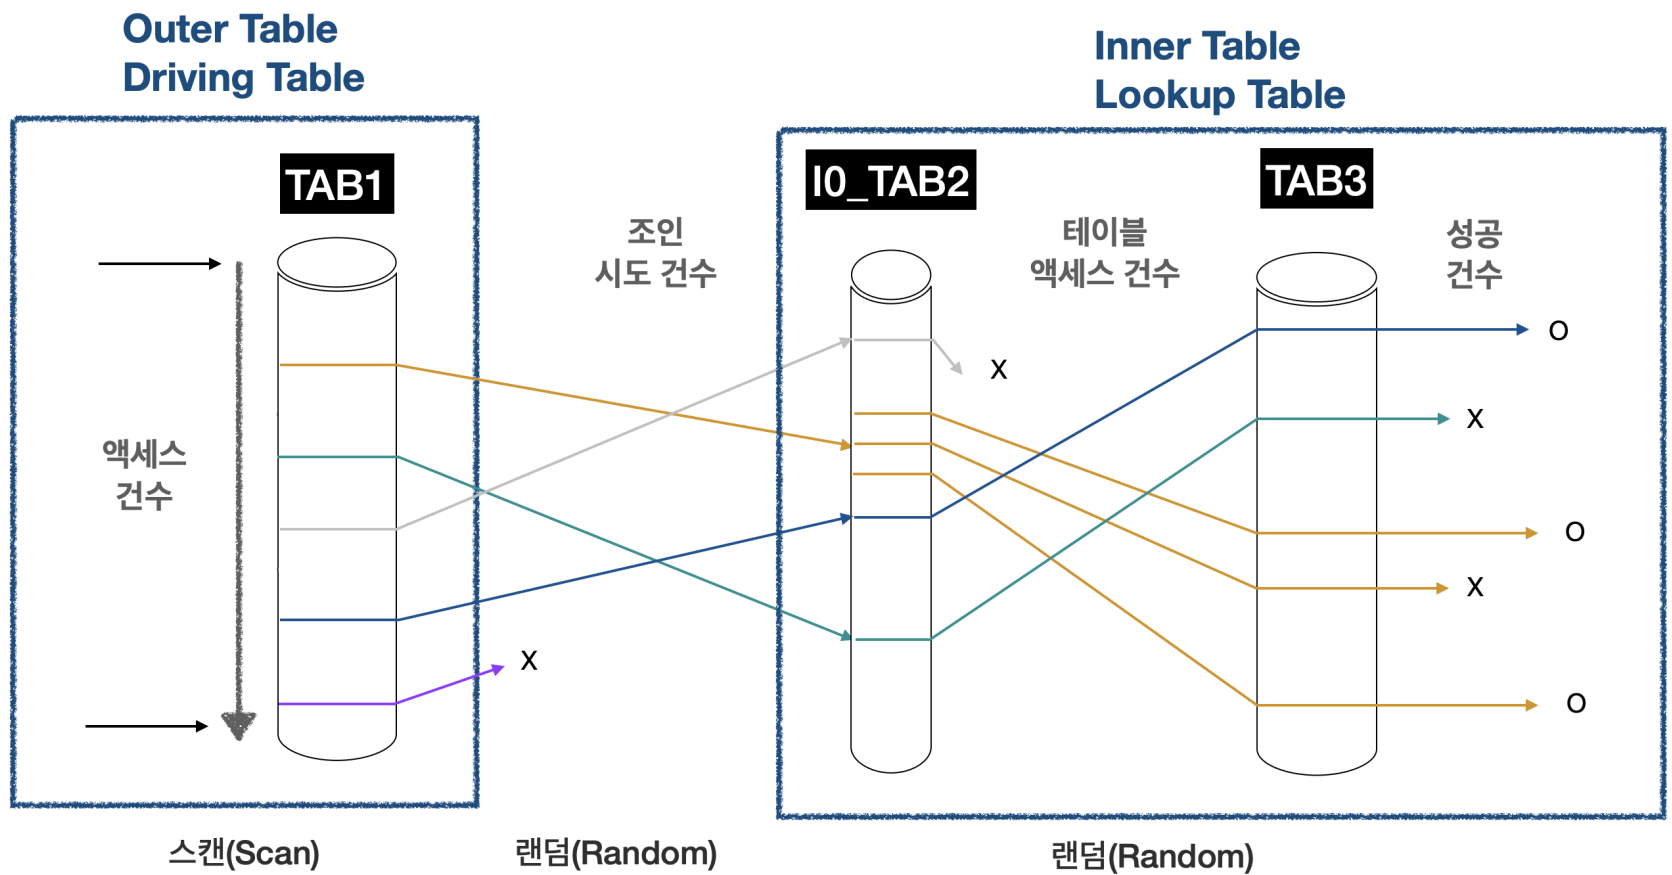 Outer Table
Driving Table
Inner Table
Lookup Table
TAB1
I0_TAB2
TAB3
조인
시도 건수
테이블
액세스 건수
성공
건수
액세스
건수
O
X
X
O
X
X
O
스캔(Scan)
랜덤(Random)
랜덤(Random)